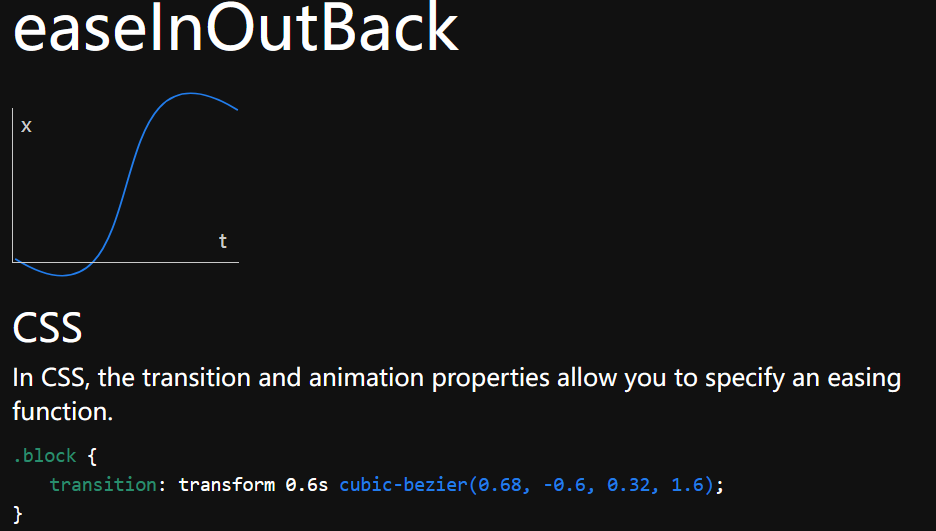 easeInOutBack
x
t
CSS
In CSS, the transition and animation properties allow you to specify an easing
function.
.block {
transition: transform 0.6s cubic-bezier(0.68, -0.6, 0.32, 1.6);
}